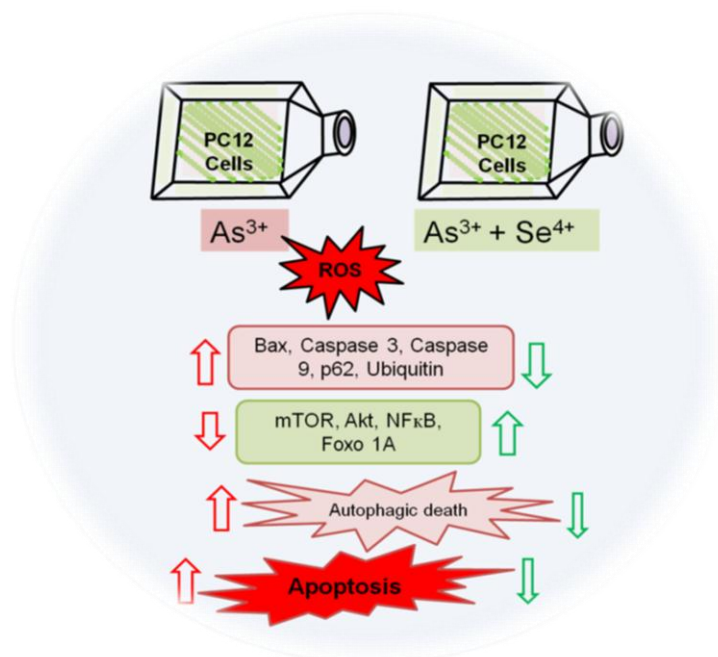 PC12
Cells
PC12
Cells
As³⁺
As³⁺ + Se⁴⁺
ROS
Bax, Caspase 3, Caspase
9, p62, Ubiquitin
mTOR, Akt, NFκB,
Foxo 1A
Autophagic death
Apoptosis